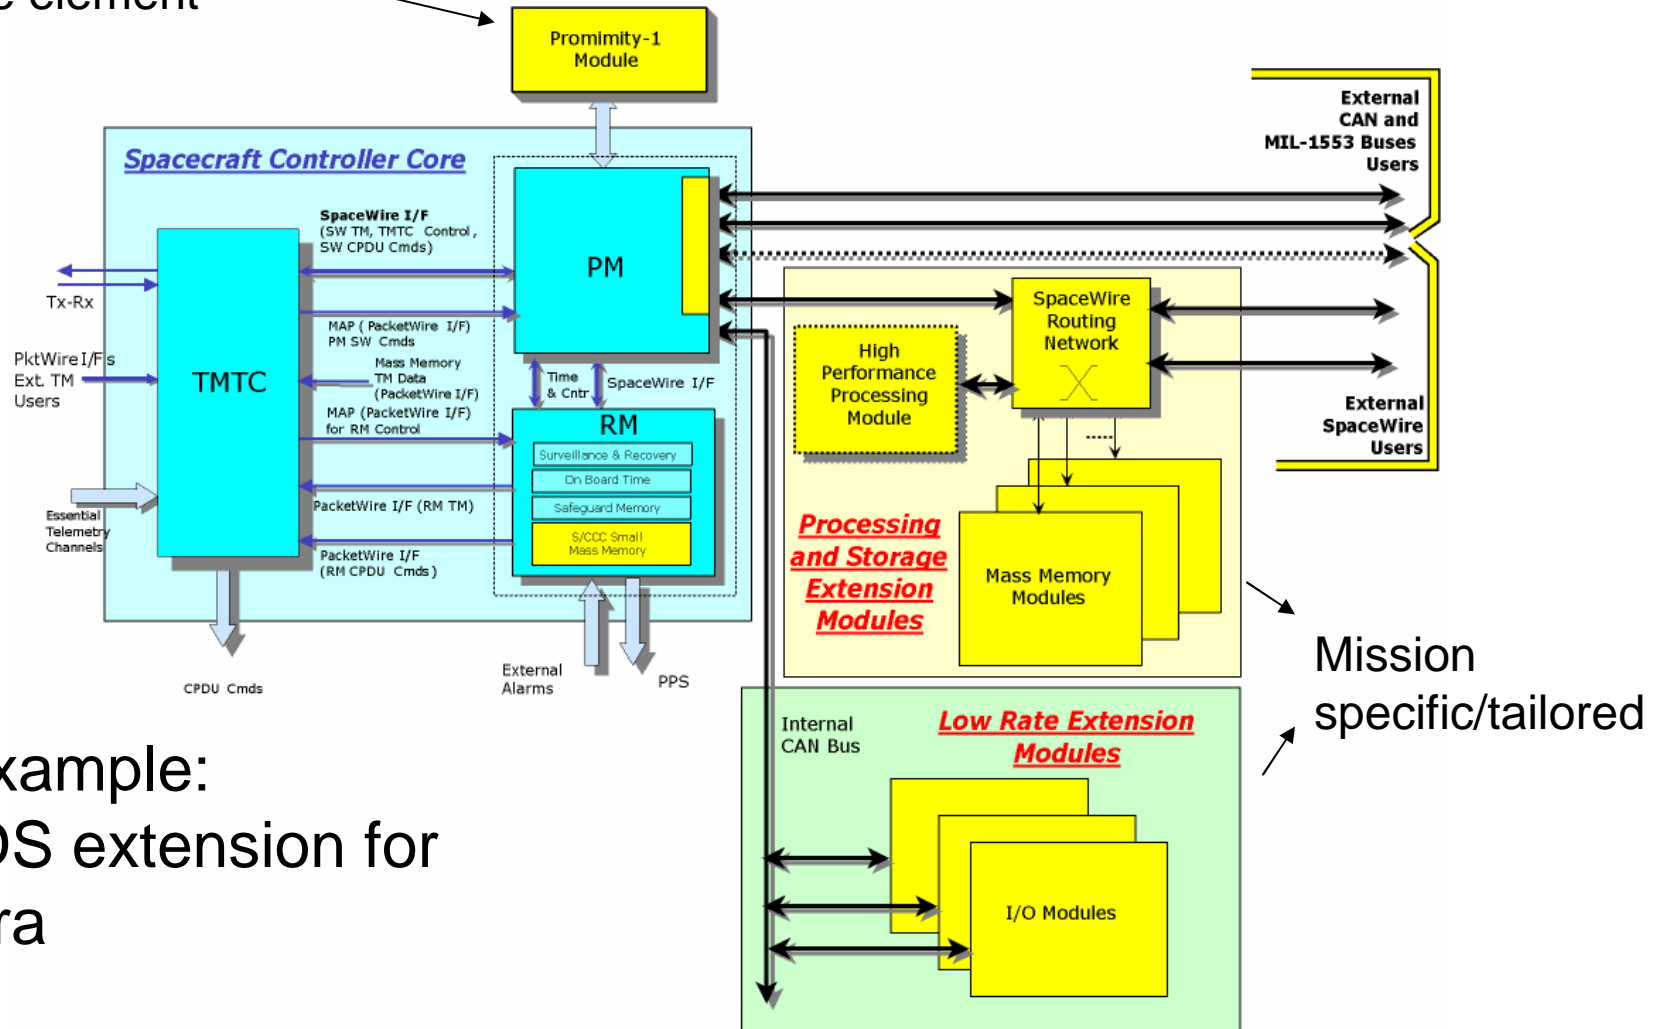 e element
Promimity-1
Module
External
CAN and
MIL-1553 Buses
Users
Spacecraft Controller Core
SpaceWire I/F
(SW TM, TMTC Control,
SW CPDU Cmds)
PM
Tx-Rx
MAP ( PacketWire I/F)
PM SW Cmds
PktWire I/F s
Ext. TM
Users
TMTC
Mass Memory
TM Data
(PacketWire I/F)
MAP (PacketWire I/F)
for RM Control
Time
& Cntr
SpaceWire I/F
RM
Surveillance & Recovery
On Board Time
Safeguard Memory
S/CCC Small
Mass Memory
PacketWire I/F (RM TM)
PacketWire I/F
(RM CPDU Cmds)
Essential
Telemetry
Channels
CPDU Cmds
External
Alarms
PPS
SpaceWire
Routing
Network
High
Performance
Processing
Module
External
SpaceWire
Users
Processing
and Storage
Extension
Modules
Mass Memory
Modules
Mission
specific/tailored
Internal
CAN Bus
Low Rate Extension
Modules
I/O Modules
xample:
DS extension for
ra